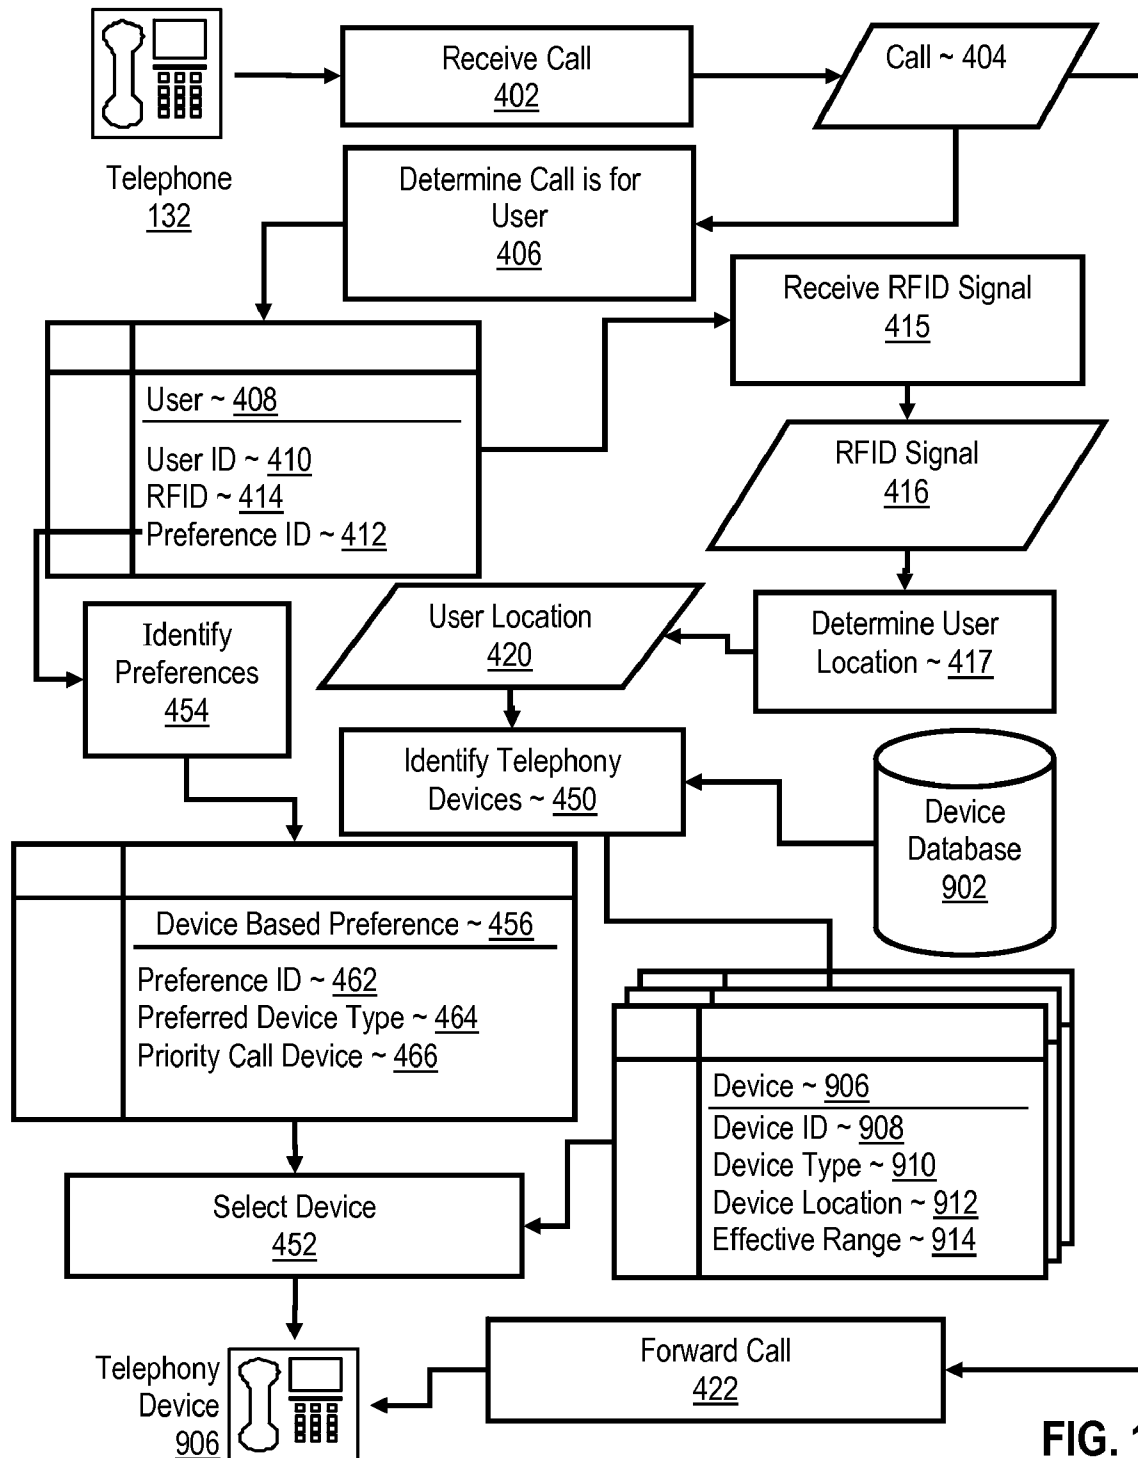 Receive Call
402
Call ~ 404
Telephone
132
Determine Call is for
User
406
Receive RFID Signal
415
User ~ 408
User ID ~ 410
RFID ~ 414
Preference ID ~ 412
RFID Signal
416
Identify
Preferences
454
User Location
420
Determine User
Location ~ 417
Identify Telephony
Devices ~ 450
Device
Database
902
Device Based Preference ~ 456
Preference ID ~ 462
Preferred Device Type ~ 464
Priority Call Device ~ 466
Device ~ 906
Device ID ~ 908
Device Type ~ 910
Device Location ~ 912
Effective Range ~ 914
Select Device
452
Telephony
Device
906
Forward Call
422
FIG. 1